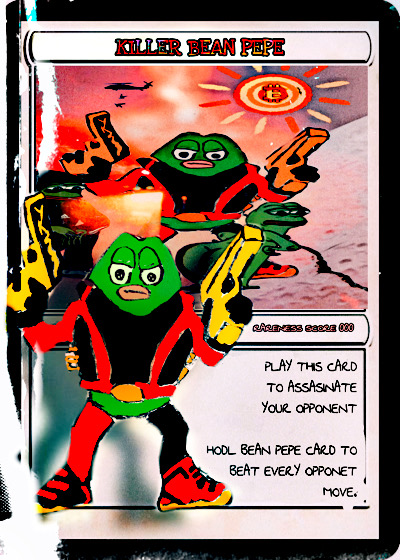 KILLER BEAN PEPE
RARENESS SCORE 000
PLAY THIS CARD
TO ASSASINATE
YOUR OPPONENT
HODL BEAN PEPE CARD TO
BEAT EVERY OPPONET
MOVE.